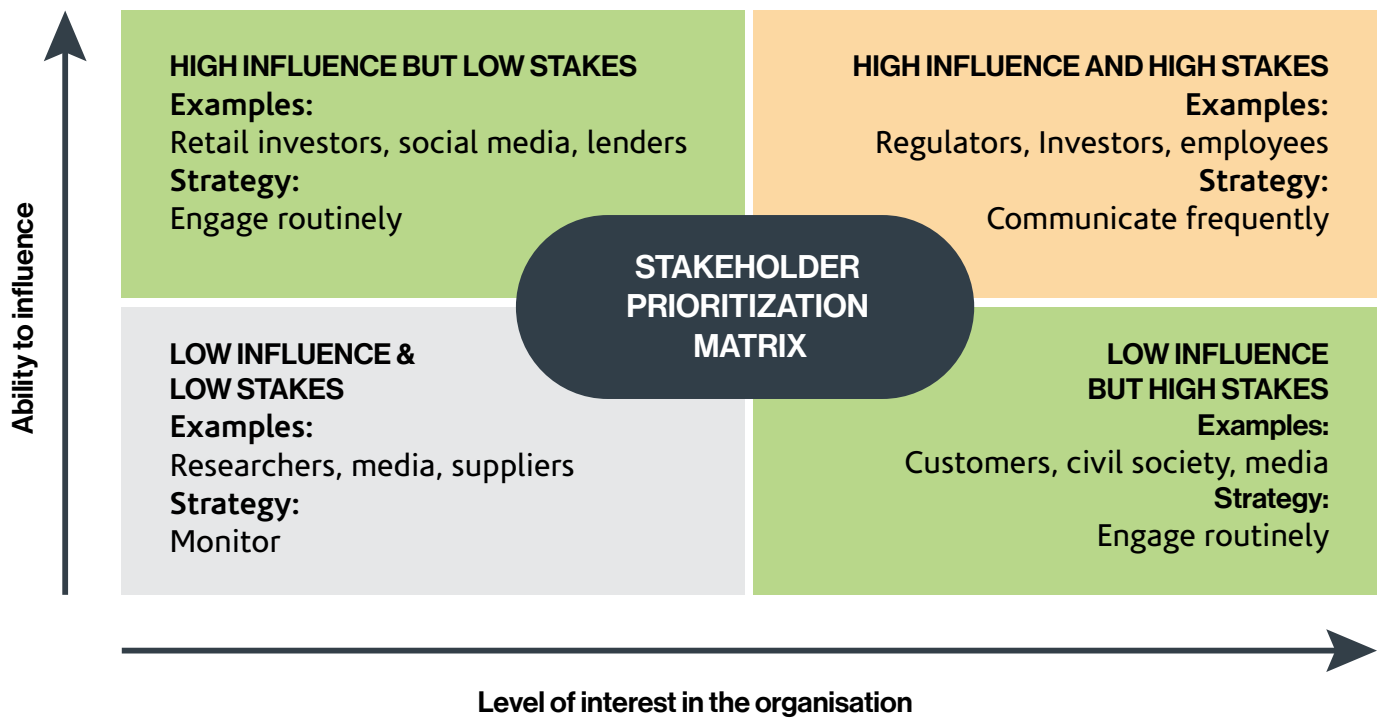 Ability to influence
HIGH INFLUENCE BUT LOW STAKES
Examples:
Retail investors, social media, lenders
Strategy:
Engage routinely
HIGH INFLUENCE AND HIGH STAKES
Examples:
Regulators, Investors, employees
Strategy:
Communicate frequently
STAKEHOLDER
PRIORITIZATION
MATRIX
LOW INFLUENCE &
LOW STAKES
Examples:
Researchers, media, suppliers
Strategy:
Monitor
LOW INFLUENCE
BUT HIGH STAKES
Examples:
Customers, civil society, media
Strategy:
Engage routinely
Level of interest in the organisation